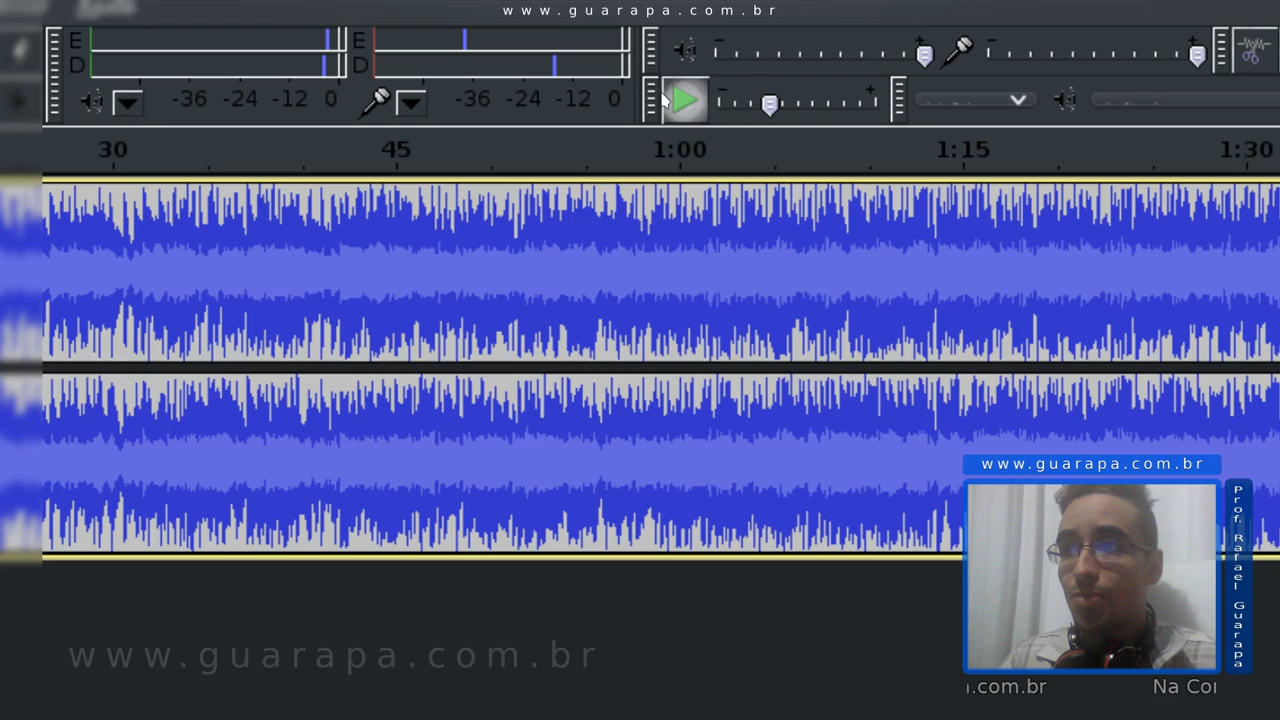 www.guarapa.com.br
E
E
D
D
-36 -24 -12 0
-36 -24 -12 0
30 45 1:00 1:15 1:30
www.guarapa.com.br
Prof. Rafael Guarapa
www.guarapa.com.br
.com.br
Na